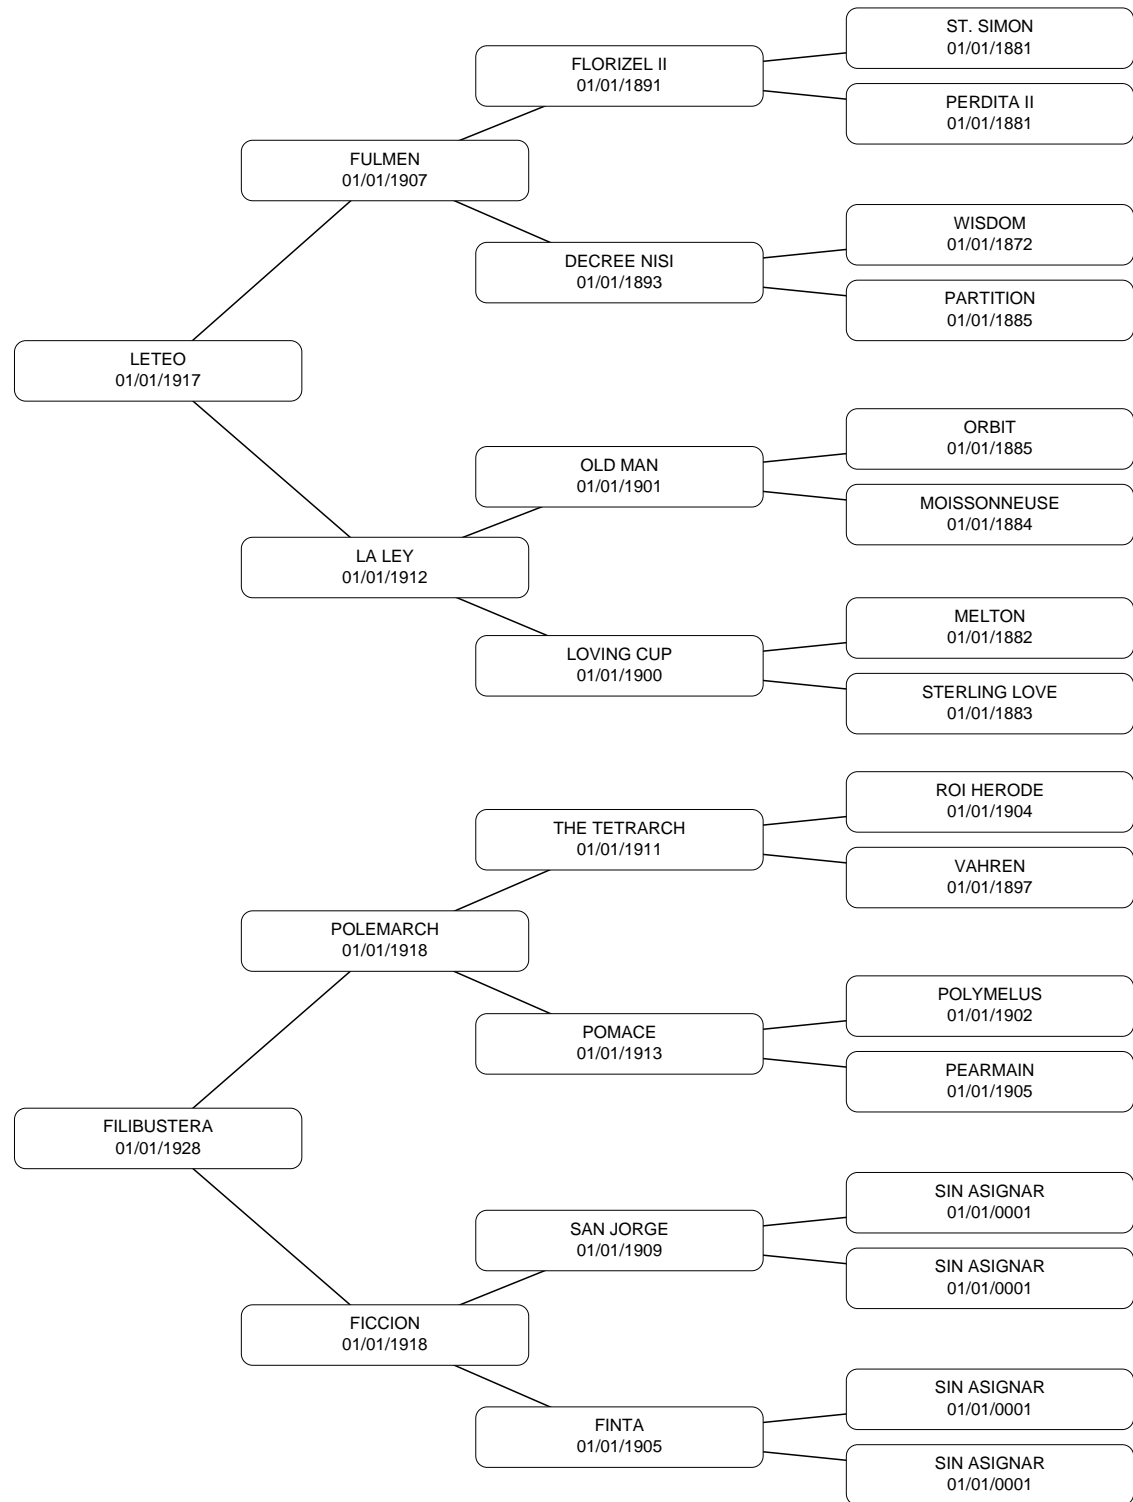 ST. SIMON
01/01/1881
FLORIZEL II
01/01/1891
PERDITA II
01/01/1881
FULMEN
01/01/1907
WISDOM
01/01/1872
DECREE NISI
01/01/1893
PARTITION
01/01/1885
LETEO
01/01/1917
ORBIT
01/01/1885
OLD MAN
01/01/1901
MOISSONNEUSE
01/01/1884
LA LEY
01/01/1912
MELTON
01/01/1882
LOVING CUP
01/01/1900
STERLING LOVE
01/01/1883
ROI HERODE
01/01/1904
THE TETRARCH
01/01/1911
VAHREN
01/01/1897
POLEMARCH
01/01/1918
POLYMELUS
01/01/1902
POMACE
01/01/1913
PEARMAIN
01/01/1905
FILIBUSTERA
01/01/1928
SIN ASIGNAR
01/01/0001
SAN JORGE
01/01/1909
SIN ASIGNAR
01/01/0001
FICCION
01/01/1918
SIN ASIGNAR
01/01/0001
FINTA
01/01/1905
SIN ASIGNAR
01/01/0001